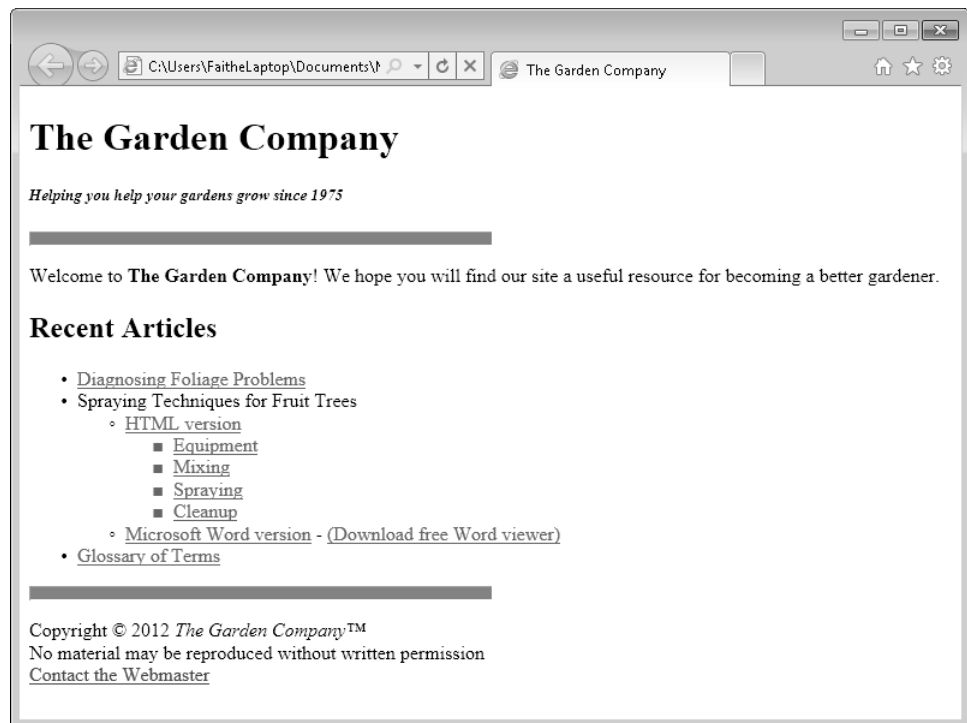 C:\Users\FaitheLaptop\Documents\
The Garden Company
The Garden Company
Helping you help your gardens grow since 1975
Welcome to The Garden Company! We hope you will find our site a useful resource for becoming a better gardener.
Recent Articles
• Diagnosing Foliage Problems
• Spraying Techniques for Fruit Trees
◦ HTML version
■ Equipment
■ Mixing
■ Spraying
■ Cleanup
◦ Microsoft Word version - (Download free Word viewer)
• Glossary of Terms
Copyright © 2012 The Garden Company™
No material may be reproduced without written permission
Contact the Webmaster